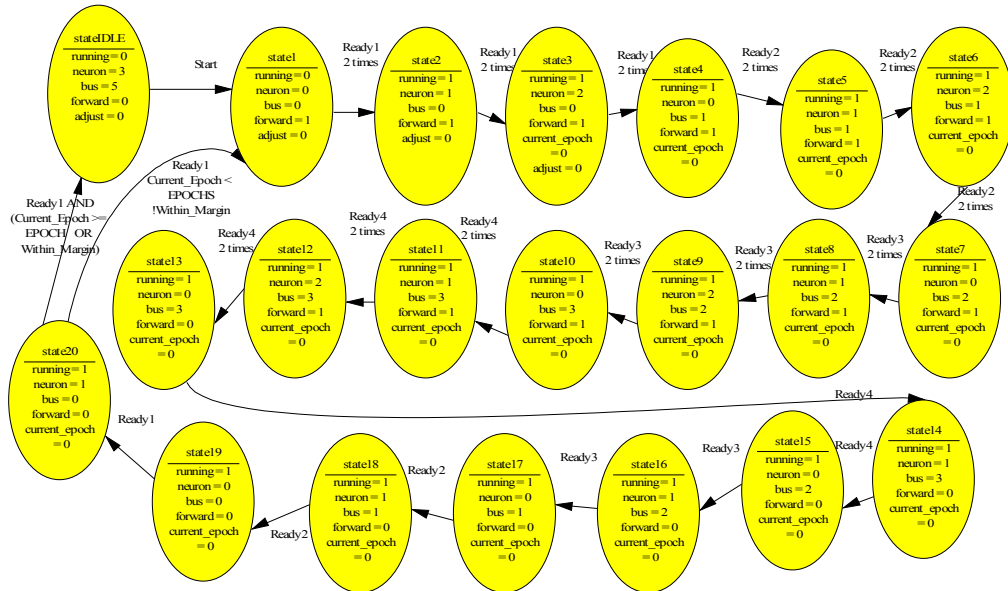 stateIDLE
running = 0
neuron = 3
bus = 5
forward = 0
adjust = 0
Start
state1
running = 0
neuron = 0
bus = 0
forward = 1
adjust = 0
Ready1
2 times
state2
running = 1
neuron = 1
bus = 0
forward = 1
adjust = 0
Ready1
2 times
state3
running = 1
neuron = 2
bus = 0
forward = 1
current_epoch
= 0
adjust = 0
Ready1
2 times
state4
running = 1
neuron = 0
bus = 1
forward = 1
current_epoch
= 0
Ready2
2 times
state5
running = 1
neuron = 1
bus = 1
forward = 1
current_epoch
= 0
Ready2
2 times
state6
running = 1
neuron = 2
bus = 1
forward = 1
current_epoch
= 0
Ready2
2 times
state7
running = 1
neuron = 0
bus = 2
forward = 1
current_epoch
= 0
Ready3
2 times
state8
running = 1
neuron = 1
bus = 2
forward = 1
current_epoch
= 0
Ready3
2 times
state9
running = 1
neuron = 2
bus = 2
forward = 1
current_epoch
= 0
Ready3
2 times
state10
running = 1
neuron = 0
bus = 3
forward = 1
current_epoch
= 0
Ready4
2 times
state11
running = 1
neuron = 1
bus = 3
forward = 1
current_epoch
= 0
Ready4
2 times
state12
running = 1
neuron = 2
bus = 3
forward = 1
current_epoch
= 0
Ready4
2 times
state13
running = 1
neuron = 0
bus = 3
forward = 0
current_epoch
= 0
Ready4
state14
running = 1
neuron = 1
bus = 3
forward = 0
current_epoch
= 0
Ready4
state15
running = 1
neuron = 0
bus = 2
forward = 0
current_epoch
= 0
Ready3
state16
running = 1
neuron = 1
bus = 2
forward = 0
current_epoch
= 0
Ready3
state17
running = 1
neuron = 0
bus = 1
forward = 0
current_epoch
= 0
Ready2
state18
running = 1
neuron = 1
bus = 1
forward = 0
current_epoch
= 0
Ready2
state19
running = 1
neuron = 0
bus = 0
forward = 0
current_epoch
= 0
Ready1
state20
running = 1
neuron = 1
bus = 0
forward = 0
current_epoch
= 0
Ready1 AND
(Current_Epoch >=
EPOCH OR
Within_Margin)
Ready1
Current_Epoch <
EPOCHS
!Within_Margin